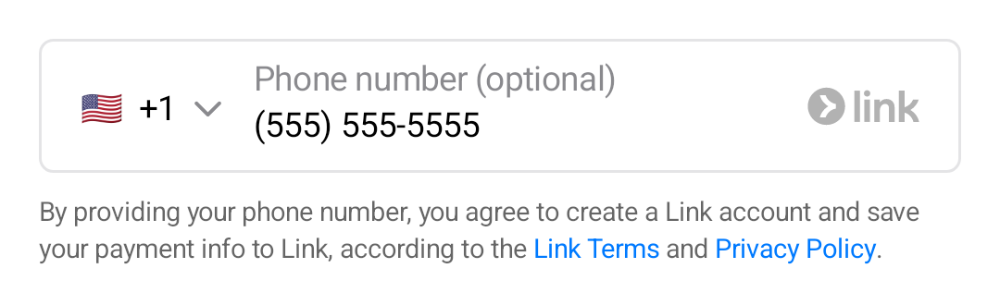 Phone number (optional)
+1 (555) 555-5555 link
By providing your phone number, you agree to create a Link account and save
your payment info to Link, according to the Link Terms and Privacy Policy.